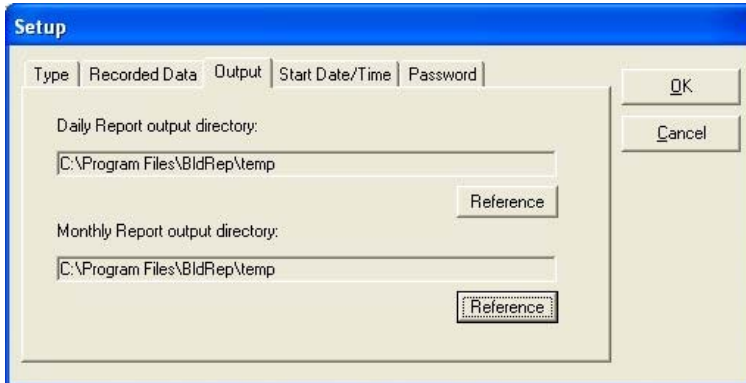 Setup
Type Recorded Data Output Start Date/Time Password
OK
Cancel
Daily Report output directory:
C:\Program Files\BldRep\temp
Reference
Monthly Report output directory:
C:\Program Files\BldRep\temp
Reference